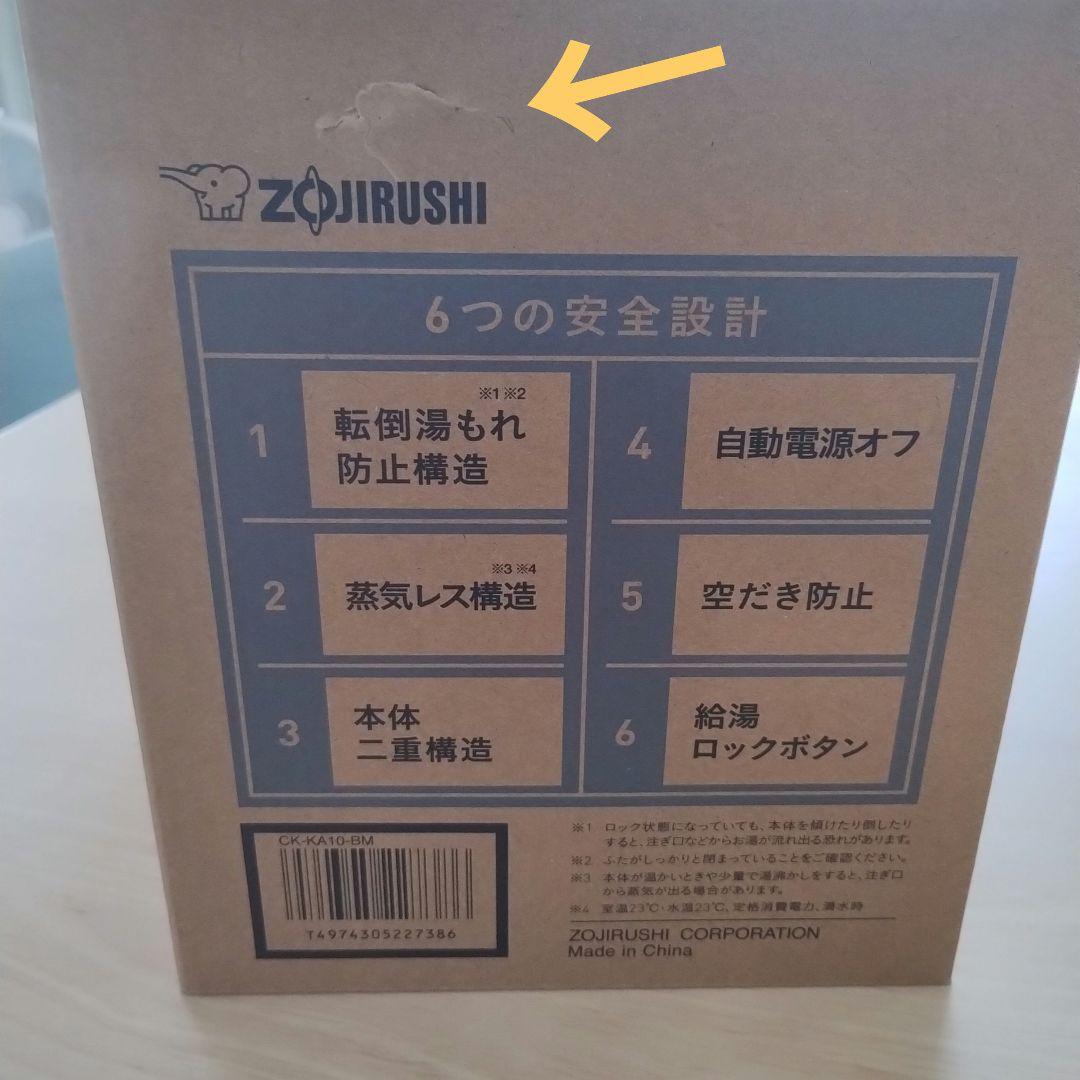 ZOJIRUSHI
6つの安全設計
1
※1 ※2
転倒湯もれ
防止構造
2
※3 ※4
蒸気レス構造
3
本体
二重構造
4
自動電源オフ
5
空だき防止
6
給湯
ロックボタン
CK-KA10-BM
T4974305227386
※1 ロック状態になっていても、本体を傾けたり倒したり
すると、注ぎ口などからお湯が流れ出る恐れがあります。
※2 ふたがしっかりと閉まっていることをご確認ください。
※3 本体が温かいときや少量で湯沸かしをすると、注ぎ口
から蒸気が出る場合があります。
※4 室温23℃・水温23℃、定格消費電力、満水時
ZOJIRUSHI CORPORATION
Made in China